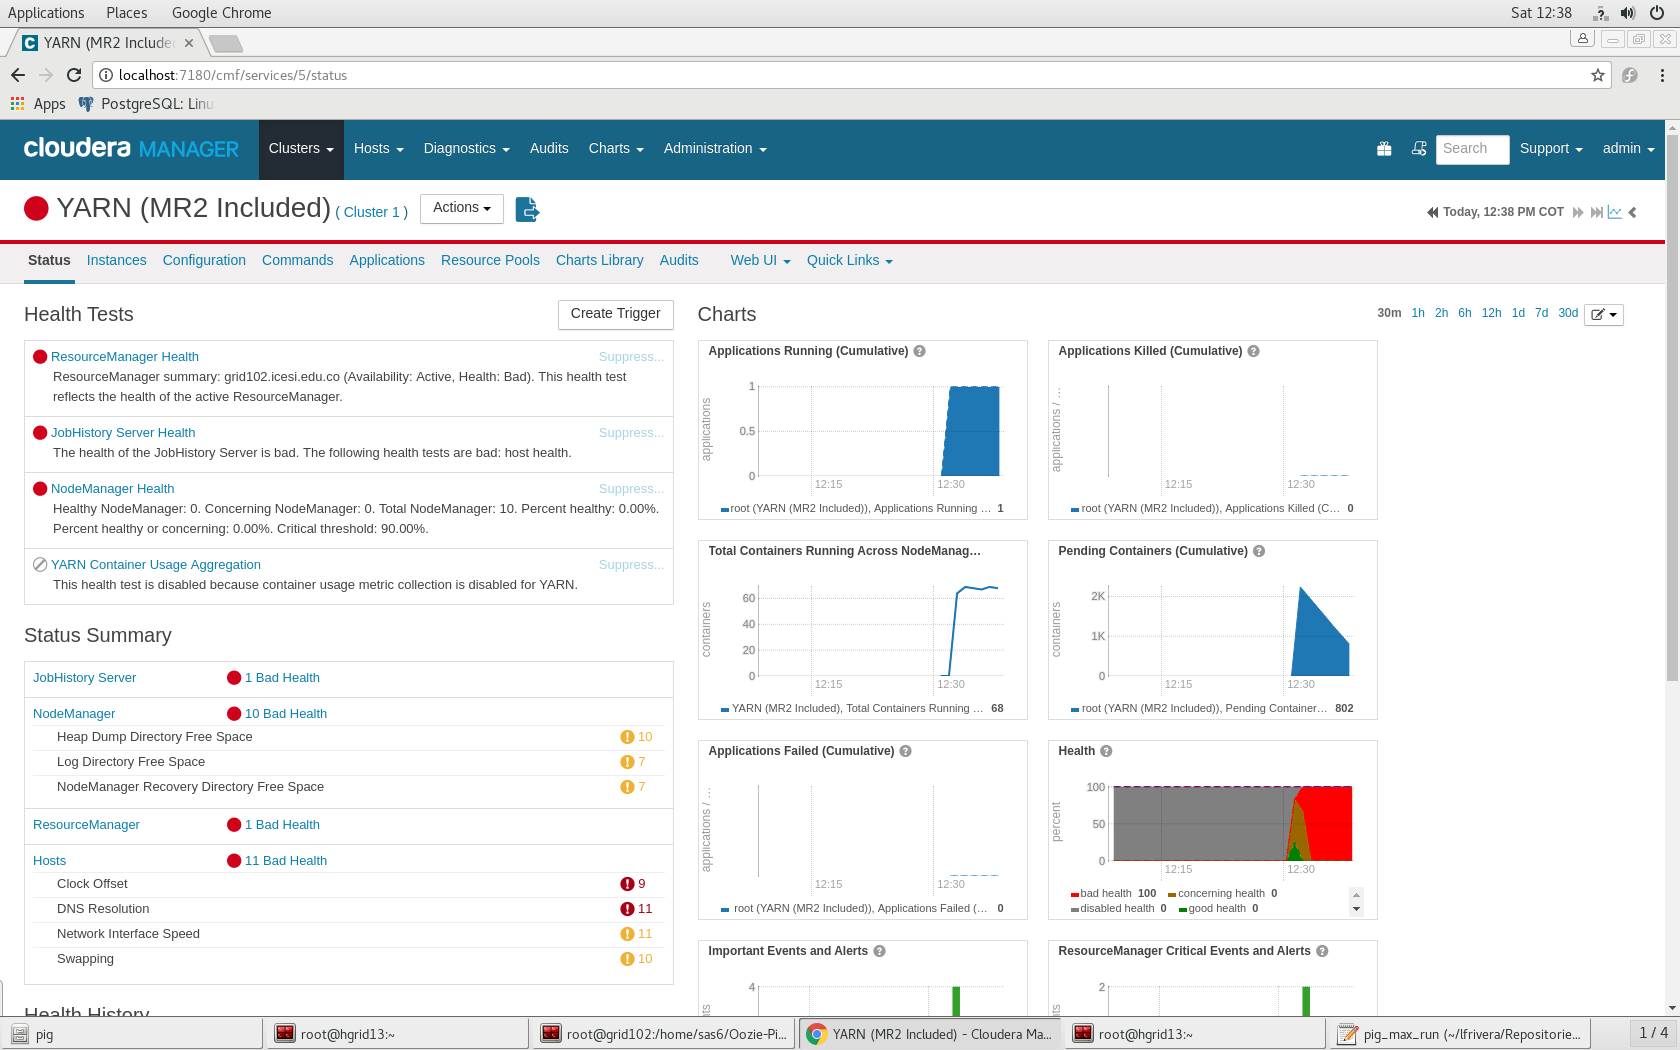 Applications Places Google Chrome Sat 12:38
YARN (MR2 Include
localhost:7180/cmf/services/5/status
Apps PostgreSQL: Linu
cloudera MANAGER Clusters Hosts Diagnostics Audits Charts Administration Search Support admin
YARN (MR2 Included) ( Cluster 1 ) Actions Today, 12:38 PM COT
Status Instances Configuration Commands Applications Resource Pools Charts Library Audits Web UI Quick Links
Health Tests Create Trigger
ResourceManager Health Suppress...
ResourceManager summary: grid102.icesi.edu.co (Availability: Active, Health: Bad). This health test
reflects the health of the active ResourceManager.
JobHistory Server Health Suppress...
The health of the JobHistory Server is bad. The following health tests are bad: host health.
NodeManager Health Suppress...
Healthy NodeManager: 0. Concerning NodeManager: 0. Total NodeManager: 10. Percent healthy: 0.00%.
Percent healthy or concerning: 0.00%. Critical threshold: 90.00%.
YARN Container Usage Aggregation Suppress...
This health test is disabled because container usage metric collection is disabled for YARN.
Status Summary
JobHistory Server 1 Bad Health
NodeManager 10 Bad Health
Heap Dump Directory Free Space 10
Log Directory Free Space 7
NodeManager Recovery Directory Free Space 7
ResourceManager 1 Bad Health
Hosts 11 Bad Health
Clock Offset 9
DNS Resolution 11
Network Interface Speed 11
Swapping 10
Health History
Charts 30m 1h 2h 6h 12h 1d 7d 30d
Applications Running (Cumulative)
applications
1
0.5
0
12:15 12:30
root (YARN (MR2 Included)), Applications Running ... 1
Applications Killed (Cumulative)
applications / ...
12:15 12:30
root (YARN (MR2 Included)), Applications Killed (C... 0
Total Containers Running Across NodeManag...
containers
60
40
20
0
12:15 12:30
YARN (MR2 Included), Total Containers Running ... 68
Pending Containers (Cumulative)
containers
2K
1K
0
12:15 12:30
root (YARN (MR2 Included)), Pending Container... 802
Applications Failed (Cumulative)
applications / ...
12:15 12:30
root (YARN (MR2 Included)), Applications Failed (... 0
Health
percent
100
50
0
12:15 12:30
bad health 100 concerning health 0
disabled health 0 good health 0
Important Events and Alerts
4
ResourceManager Critical Events and Alerts
2
pig root@hgrid13:~ root@grid102:/home/sas6/Oozie-Pi... YARN (MR2 Included) - Cloudera Ma... root@hgrid13:~ pig_max_run (~/lfrivera/Repositorie... 1 / 4